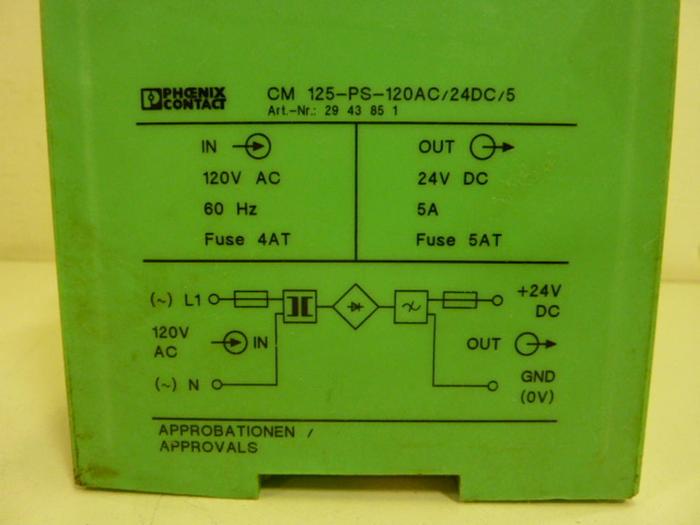 PHŒNIX CONTACT
CM 125-PS-120AC/24DC/5
Art.-Nr.: 29 43 85 1
IN
120V AC
60 Hz
Fuse 4AT
OUT
24V DC
5A
Fuse 5AT
(~) L1
+24V
DC
120V
AC
IN
OUT
(~) N
GND
(0V)
APPROBATIONEN /
APPROVALS